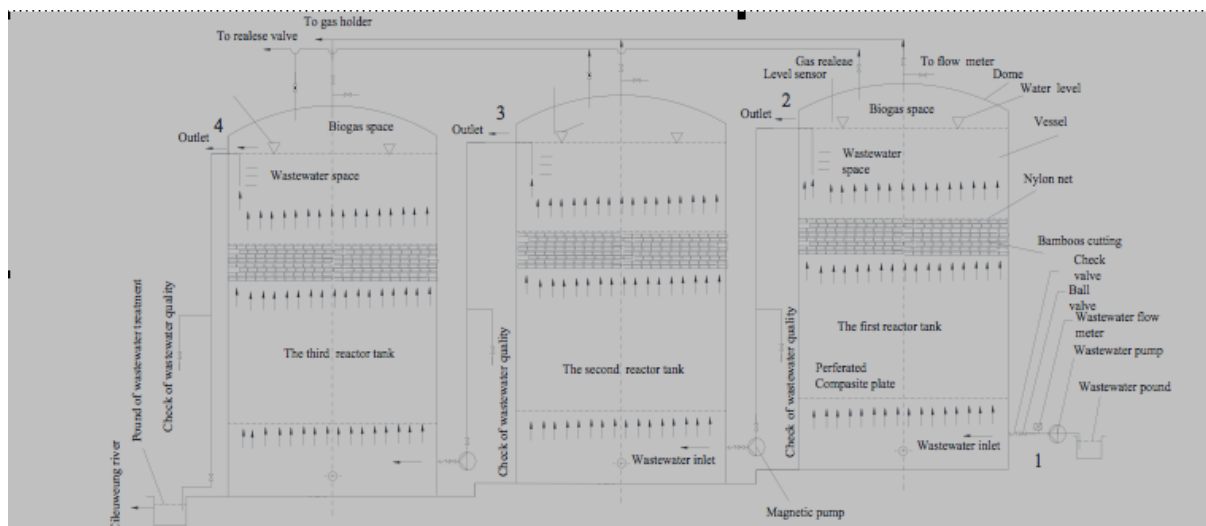 To gas holder
To realese valve
Gas realeae
Level sensor
To flow meter
Dome
Water level
Vessel
Nylon net
Bamboos cutting
Check
valve
Ball
valve
Wastewater flow
meter
Wastewater pump
Wastewater pound
4
Outlet
Biogas space
Wastewater space
3
Outlet
2
Outlet
Biogas space
Wastewater
space
The third reactor tank
The second reactor tank
The first reactor tank
Perforated
Composite plate
Wastewater inlet
Wastewater inlet
1
Magnetic pump
Check of wastewater quality
Check of wastewater quality
Check of wastewater quality
Pound of wastewater treatment
river